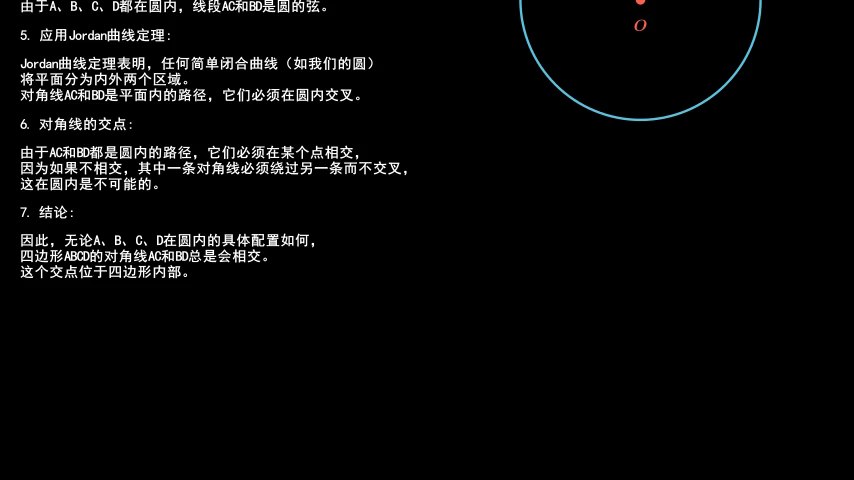 由于A、B、C、D都在圆内，线段AC和BD是圆的弦。
5. 应用Jordan曲线定理:
Jordan曲线定理表明，任何简单闭合曲线（如我们的圆）
将平面分为内外两个区域。
对角线AC和BD是平面内的路径，它们必须在圆内交叉。
6. 对角线的交点:
由于AC和BD都是圆内的路径，它们必须在某个点相交，
因为如果不相交，其中一条对角线必须绕过另一条而不交叉，
这在圆内是不可能的。
7. 结论:
因此，无论A、B、C、D在圆内的具体配置如何，
四边形ABCD的对角线AC和BD总是会相交。
这个交点位于四边形内部。
O